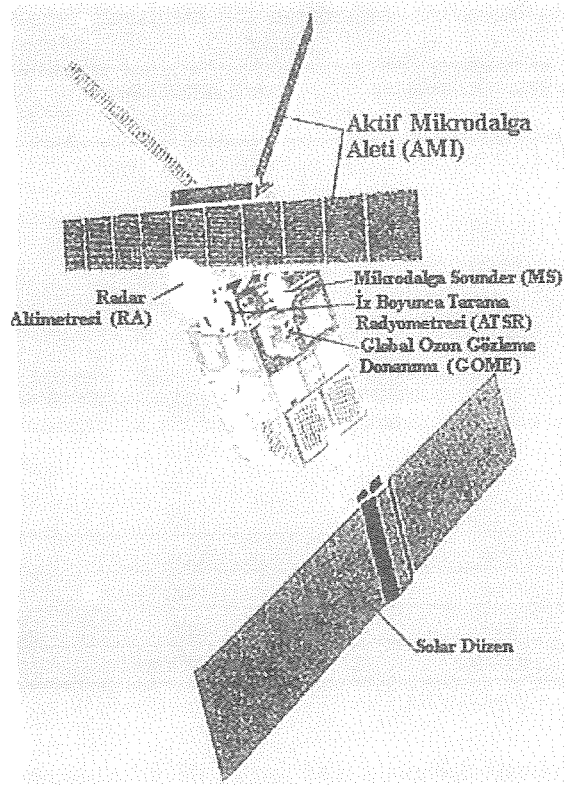 Aktif Mikrodalga
Aleti (AMI)
Radar
Altimetresi (RA)
Mikrodalga Sounder (MS)
İz Boyunca Tarama
Radyometresi (ATSR)
Global Ozon Gözleme
Donanımı (GOME)
Solar Düzen